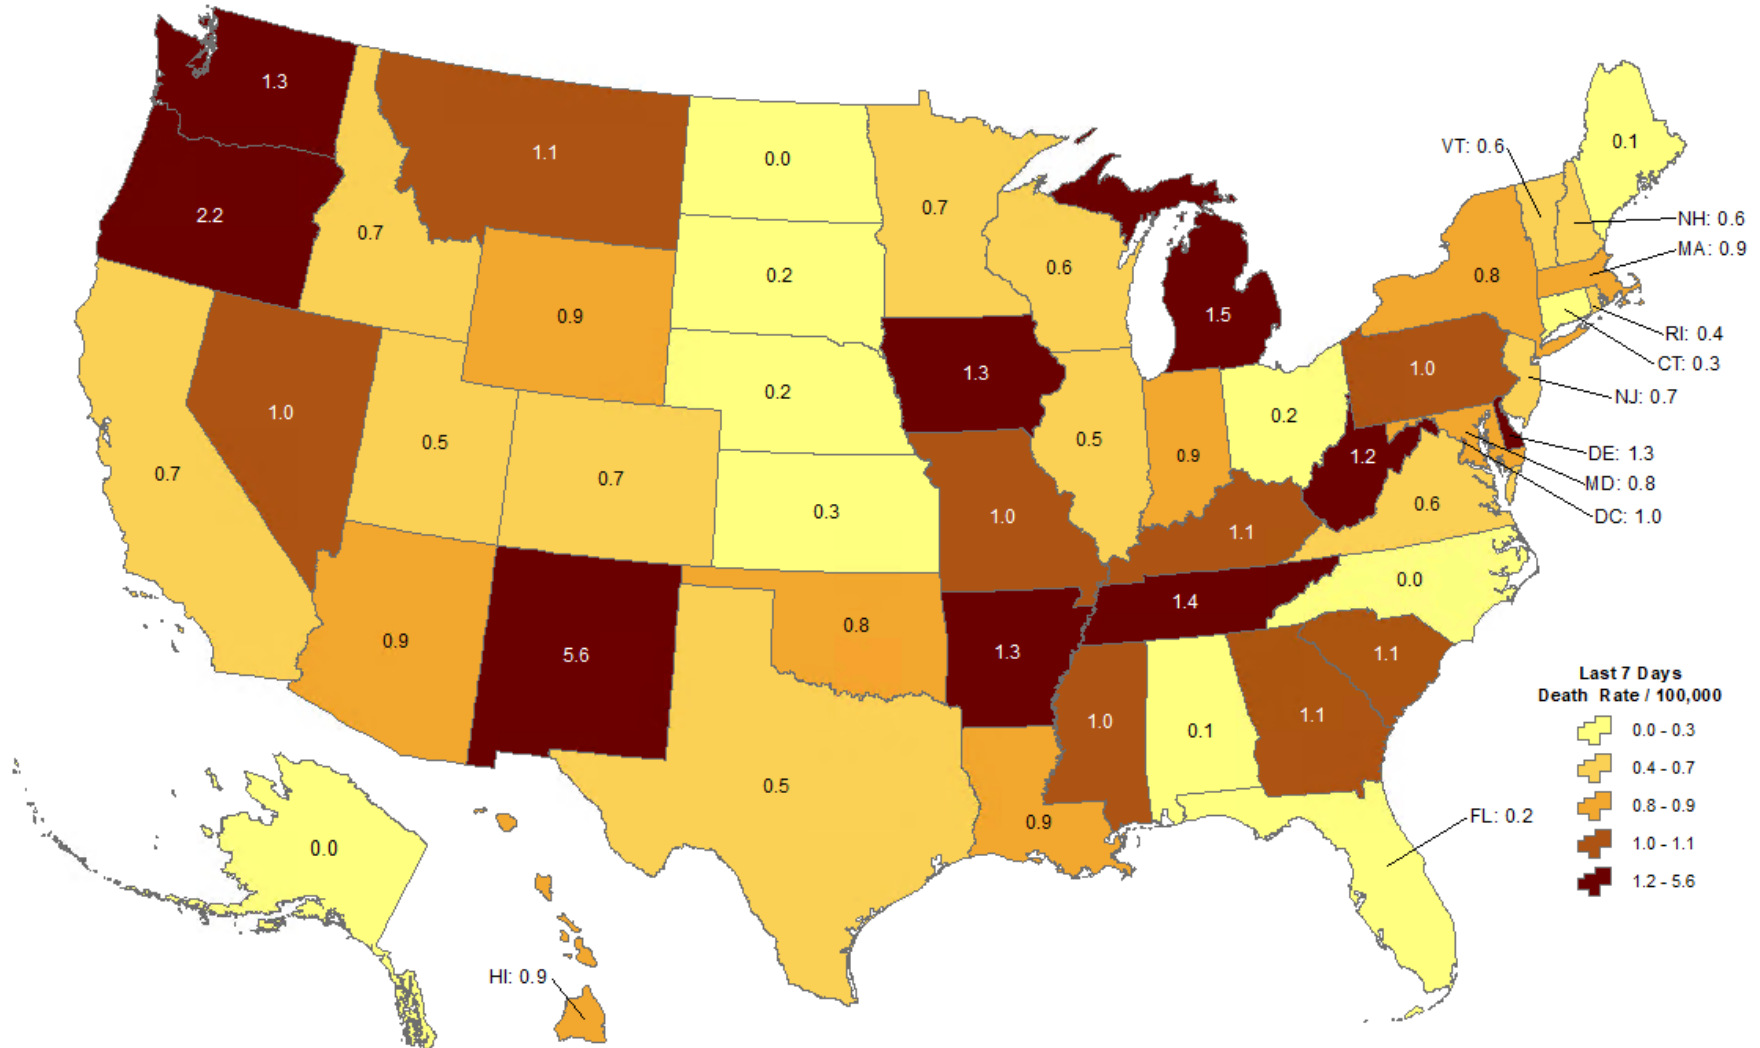 1.3
1.1
0.0
0.1
VT: 0.6
0.7
2.2
0.7
NH: 0.6
MA: 0.9
0.2
0.6
0.8
0.9
1.5
RI: 0.4
CT: 0.3
1.3
1.0
NJ: 0.7
1.0
0.2
0.2
0.5
0.5
0.7
0.7
0.9
1.2
DE: 1.3
MD: 0.8
DC: 1.0
0.3
1.0
1.1
0.6
0.0
1.4
0.9
5.6
0.8
1.3
1.1
Last 7 Days
Death Rate / 100,000
1.0
0.1
1.1
0.0 - 0.3
0.4 - 0.7
0.5
0.8 - 0.9
FL: 0.2
0.9
0.0
1.0 - 1.1
1.2 - 5.6
HI: 0.9